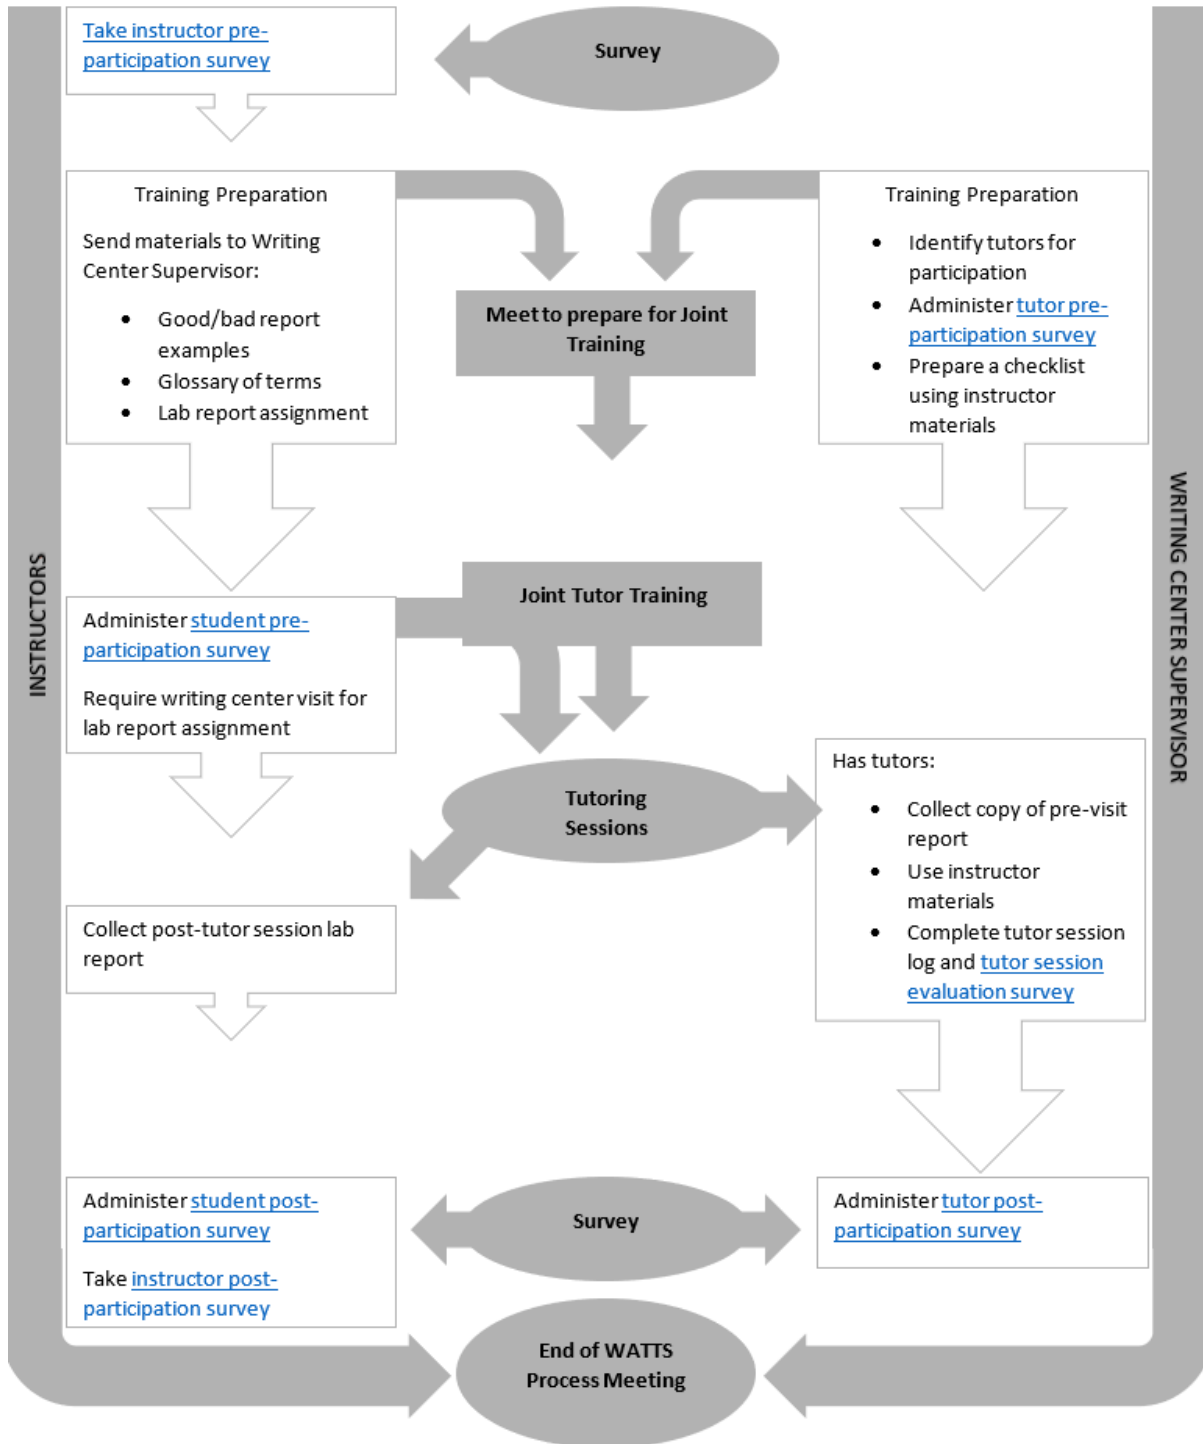 Take instructor pre-
participation survey
Survey
Training Preparation
Send materials to Writing
Center Supervisor:
• Good/bad report
examples
• Glossary of terms
• Lab report assignment
Meet to prepare for Joint
Training
Training Preparation
• Identify tutors for
participation
• Administer tutor pre-
participation survey
• Prepare a checklist
using instructor
materials
INSTRUCTORS
WRITING CENTER SUPERVISOR
Administer student pre-
participation survey
Require writing center visit for
lab report assignment
Joint Tutor Training
Tutoring
Sessions
Has tutors:
• Collect copy of pre-visit
report
• Use instructor
materials
• Complete tutor session
log and tutor session
evaluation survey
Collect post-tutor session lab
report
Administer student post-
participation survey
Take instructor post-
participation survey
Survey
Administer tutor post-
participation survey
End of WATTS
Process Meeting